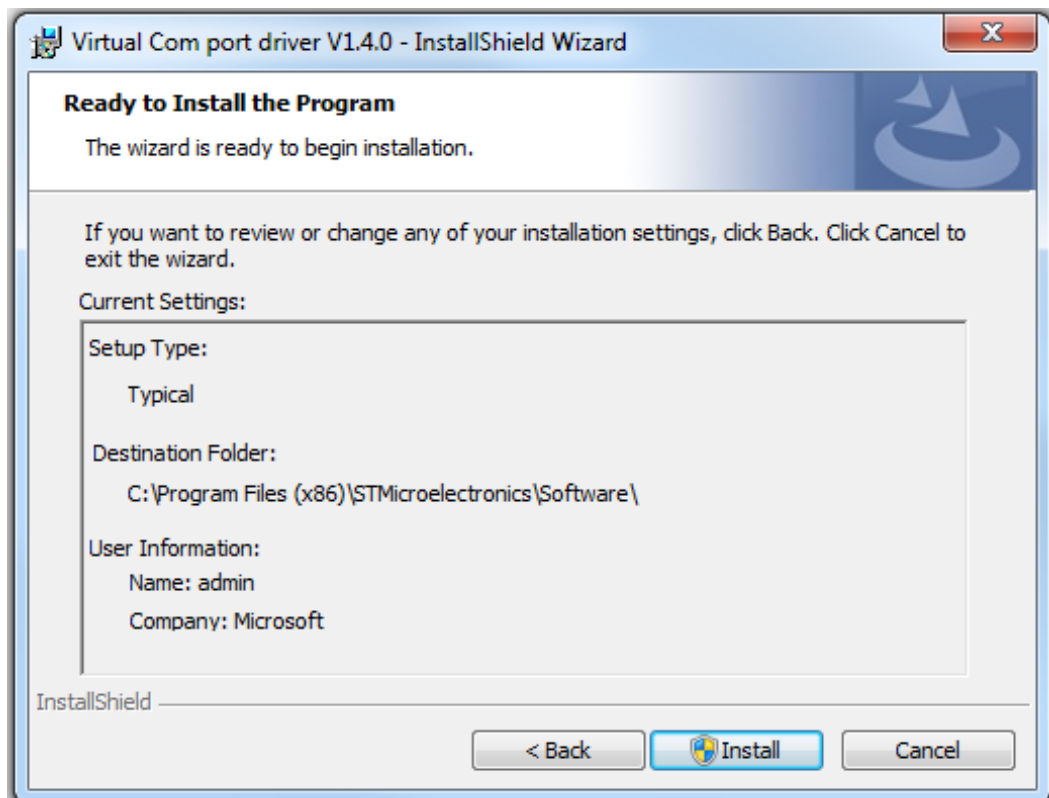 Virtual Com port driver V1.4.0 - InstallShield Wizard
Ready to Install the Program
The wizard is ready to begin installation.
If you want to review or change any of your installation settings, click Back. Click Cancel to
exit the wizard.
Current Settings:
Setup Type:
Typical
Destination Folder:
C:\Program Files (x86)\STMicroelectronics\Software\
User Information:
Name: admin
Company: Microsoft
InstallShield
< Back
Install
Cancel